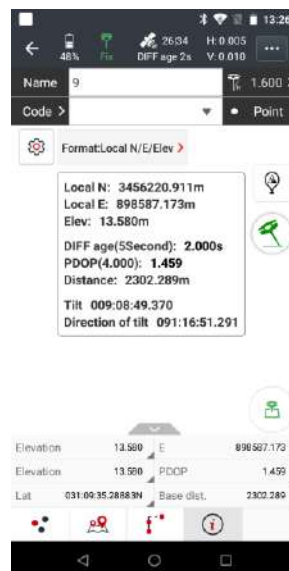 13:26
48%
Fix
26/34
DIFF age 2s
H: 0.005
V: 0.010
Name 9
1.600
Code >
Point
Format:Local N/E/Elev >
Local N: 3456220.911m
Local E: 898587.173m
Elev: 13.580m
DIFF age(5Second): 2.000s
PDOP(4.000): 1.459
Distance: 2302.289m
Tilt 009:08:49.370
Direction of tilt 091:16:51.291
Elevation 13.580 E 898587.173
Elevation 13.580 PDOP 1.459
Lat 031:09:35.28883N Base dist. 2302.289